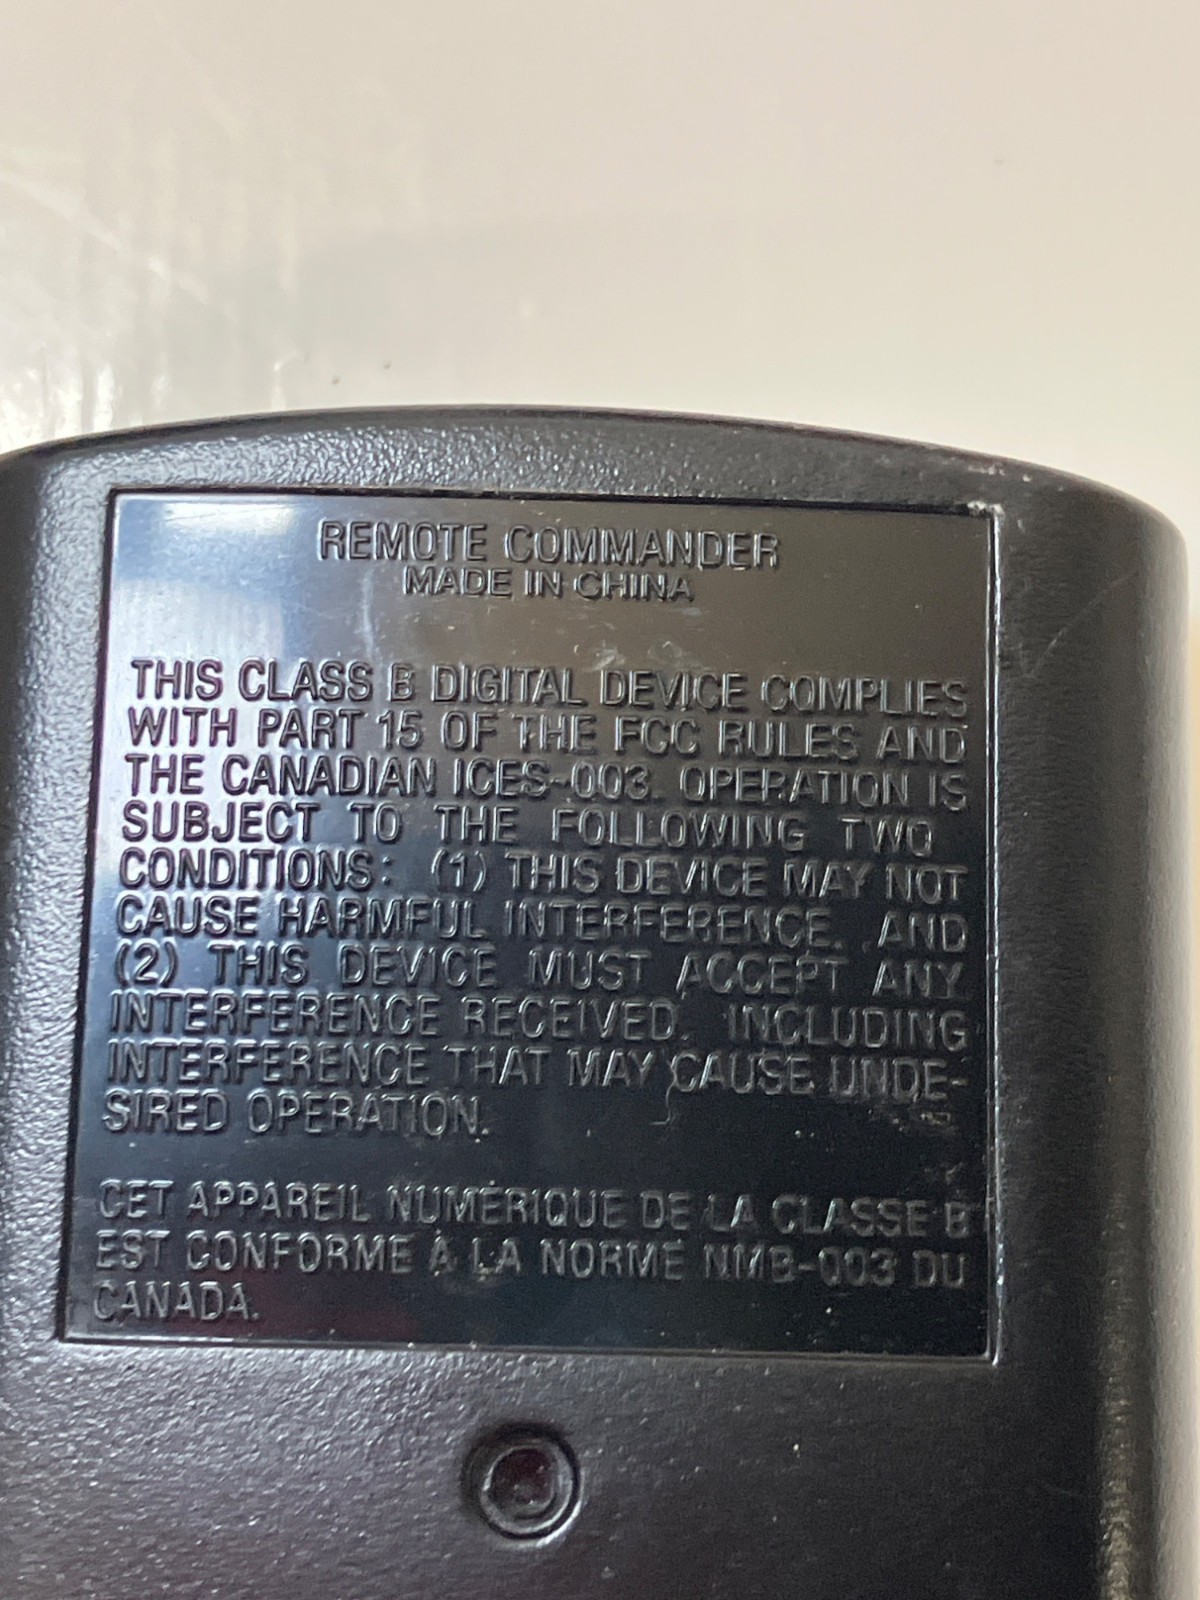 REMOTE COMMANDER
MADE IN CHINA
THIS CLASS B DIGITAL DEVICE COMPLIES
WITH PART 15 OF THE FCC RULES AND
THE CANADIAN ICES-003. OPERATION IS
SUBJECT TO THE FOLLOWING TWO
CONDITIONS: (1) THIS DEVICE MAY NOT
CAUSE HARMFUL INTERFERENCE, AND
(2) THIS DEVICE MUST ACCEPT ANY
INTERFERENCE RECEIVED, INCLUDING
INTERFERENCE THAT MAY CAUSE UNDE-
SIRED OPERATION.
CET APPAREIL NUMERIQUE DE LA CLASSE B
EST CONFORME À LA NORME NMB-003 DU
CANADA.